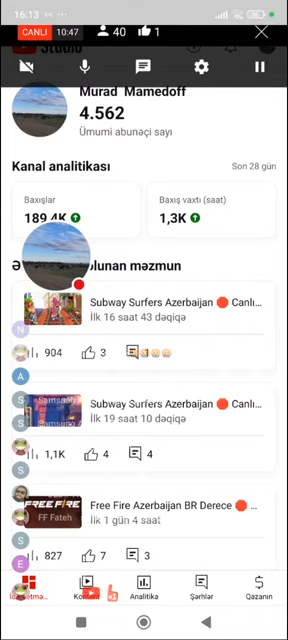 16:13
CANLI 10:47 40 1
Studio
Murad Mamedoff
4.562
Ümumi abunəçi sayı
Kanal analitikası Son 28 gün
Baxışlar Baxış vaxtı (saat)
189,4K 1,3K
məzmun
Subway Surfers Azerbaijan 🛑 Canlı...
İlk 16 saat 43 dəqiqə
N
904 3
A
S Subway Surfers Azerbaijan 🛑 Canlı...
İlk 19 saat 10 dəqiqə
S
1,1K 4 4
S
FREE FIRE Free Fire Azerbaijan BR Derece 🛑 ...
FF Fateh İlk 1 gün 4 saat
S
827 7 3
E
Analitika Şərhlər Qazanın